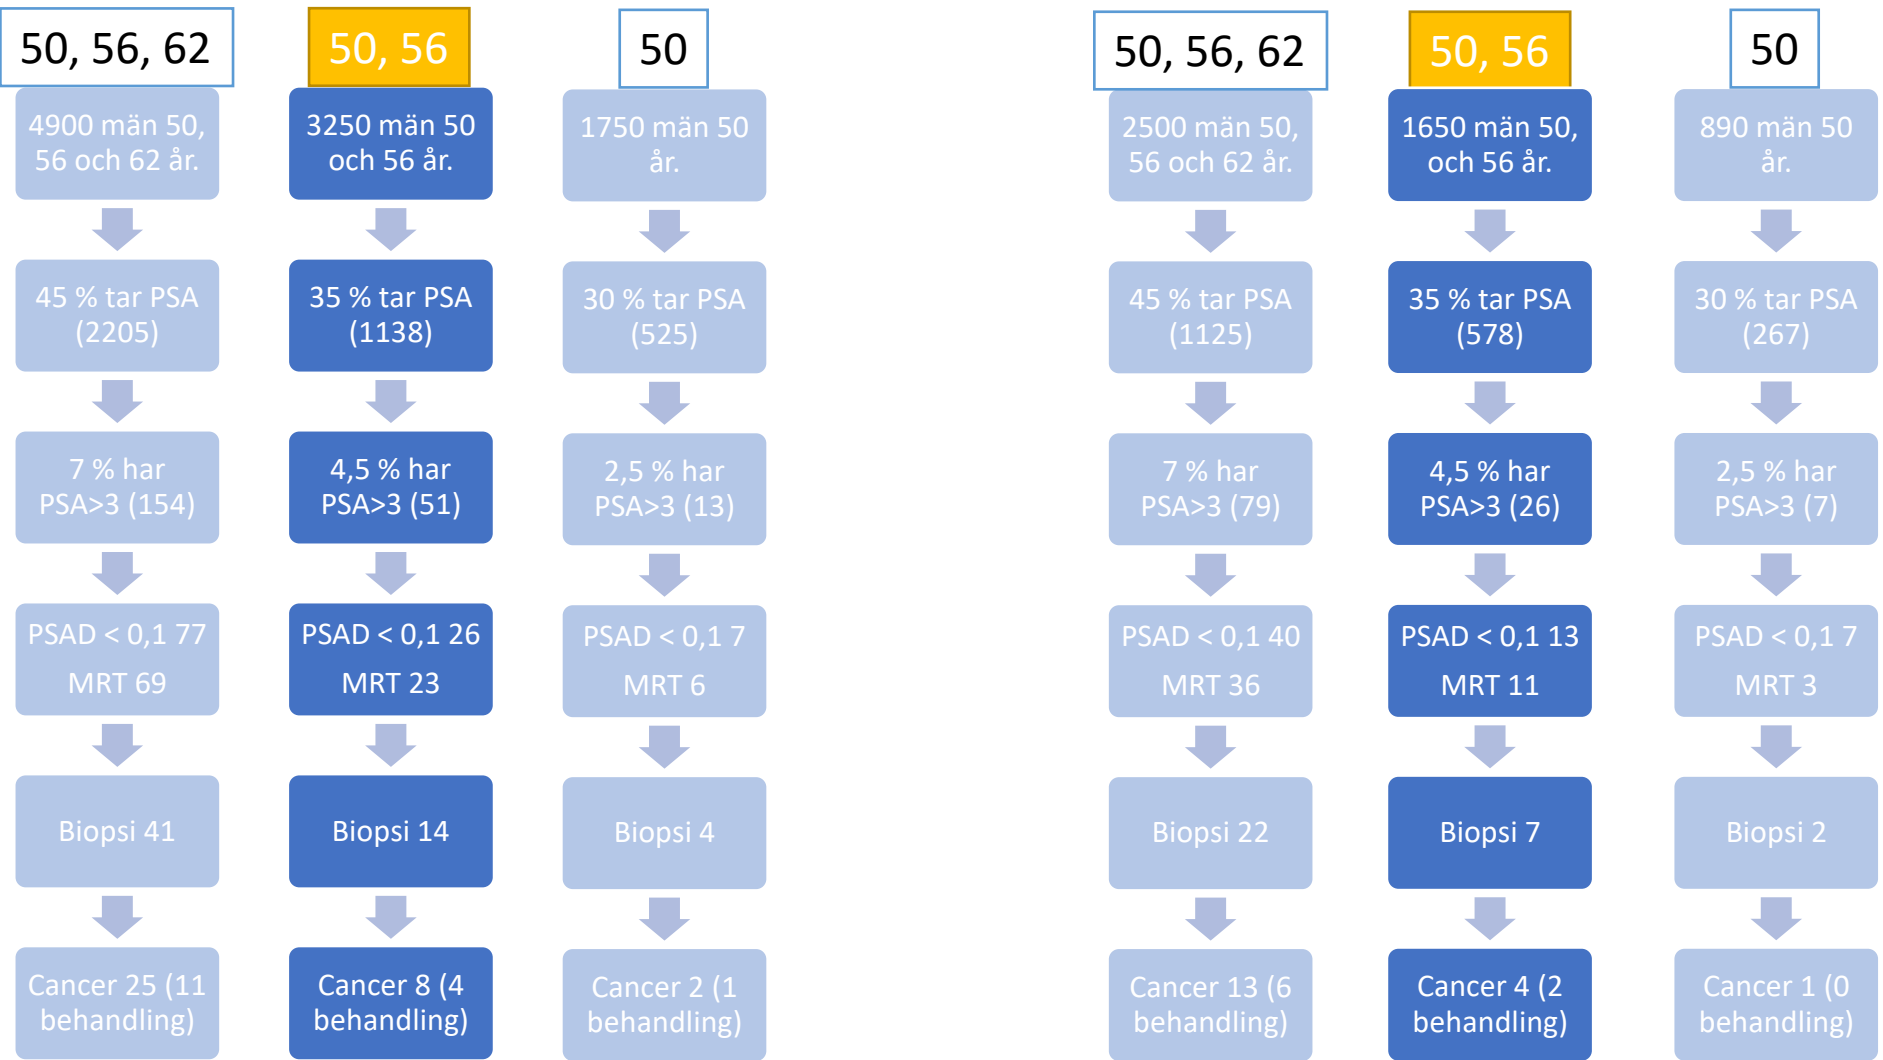 50, 56, 62
4900 män 50,
56 och 62 år.
45 % tar PSA
(2205)
7 % har
PSA>3 (154)
PSAD < 0,1 77
MRT 69
Biopsi 41
Cancer 25 (11
behandling)
50, 56
3250 män 50
och 56 år.
35 % tar PSA
(1138)
4,5 % har
PSA>3 (51)
PSAD < 0,1 26
MRT 23
Biopsi 14
Cancer 8 (4
behandling)
50
1750 män 50
år.
30 % tar PSA
(525)
2,5 % har
PSA>3 (13)
PSAD < 0,1 7
MRT 6
Biopsi 4
Cancer 2 (1
behandling)
50, 56, 62
2500 män 50,
56 och 62 år.
45 % tar PSA
(1125)
7 % har
PSA>3 (79)
PSAD < 0,1 40
MRT 36
Biopsi 22
Cancer 13 (6
behandling)
50, 56
1650 män 50,
och 56 år.
35 % tar PSA
(578)
4,5 % har
PSA>3 (26)
PSAD < 0,1 13
MRT 11
Biopsi 7
Cancer 4 (2
behandling)
50
890 män 50
år.
30 % tar PSA
(267)
2,5 % har
PSA>3 (7)
PSAD < 0,1 7
MRT 3
Biopsi 2
Cancer 1 (0
behandling)